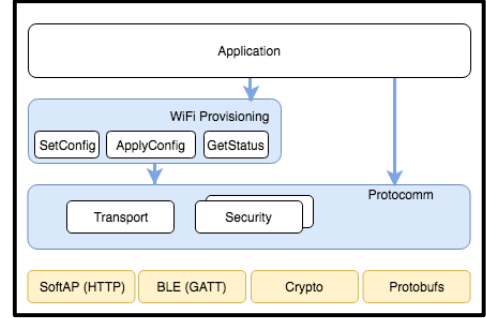 Application
WiFi Provisioning
SetConfig
ApplyConfig
GetStatus
Protocomm
Transport
Security
SoftAP (HTTP)
BLE (GATT)
Crypto
Protobufs